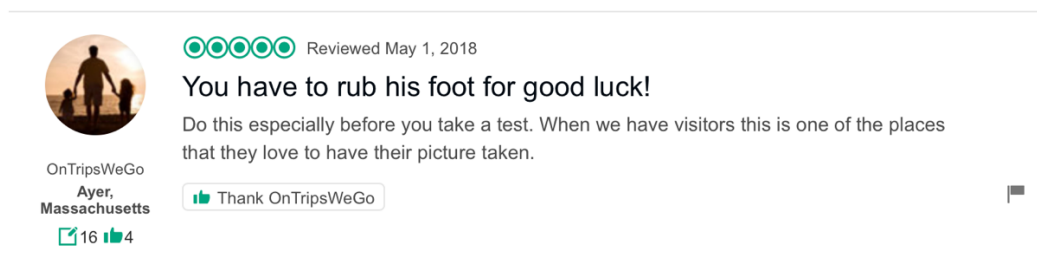 Reviewed May 1, 2018
You have to rub his foot for good luck!
Do this especially before you take a test. When we have visitors this is one of the places
that they love to have their picture taken.
OnTripsWeGo
Ayer,
Massachusetts
16 4
Thank OnTripsWeGo